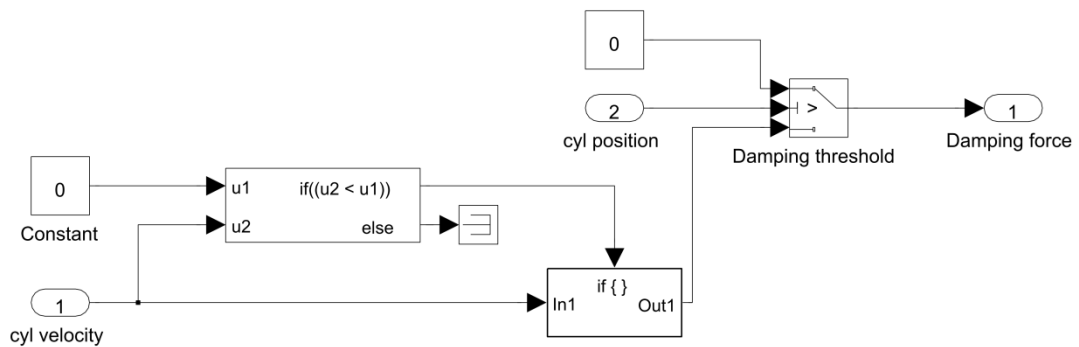 0
2
cyl position
>
Damping threshold
1
Damping force
0
Constant
u1
if((u2 < u1))
u2
else
1
cyl velocity
if { }
In1
Out1